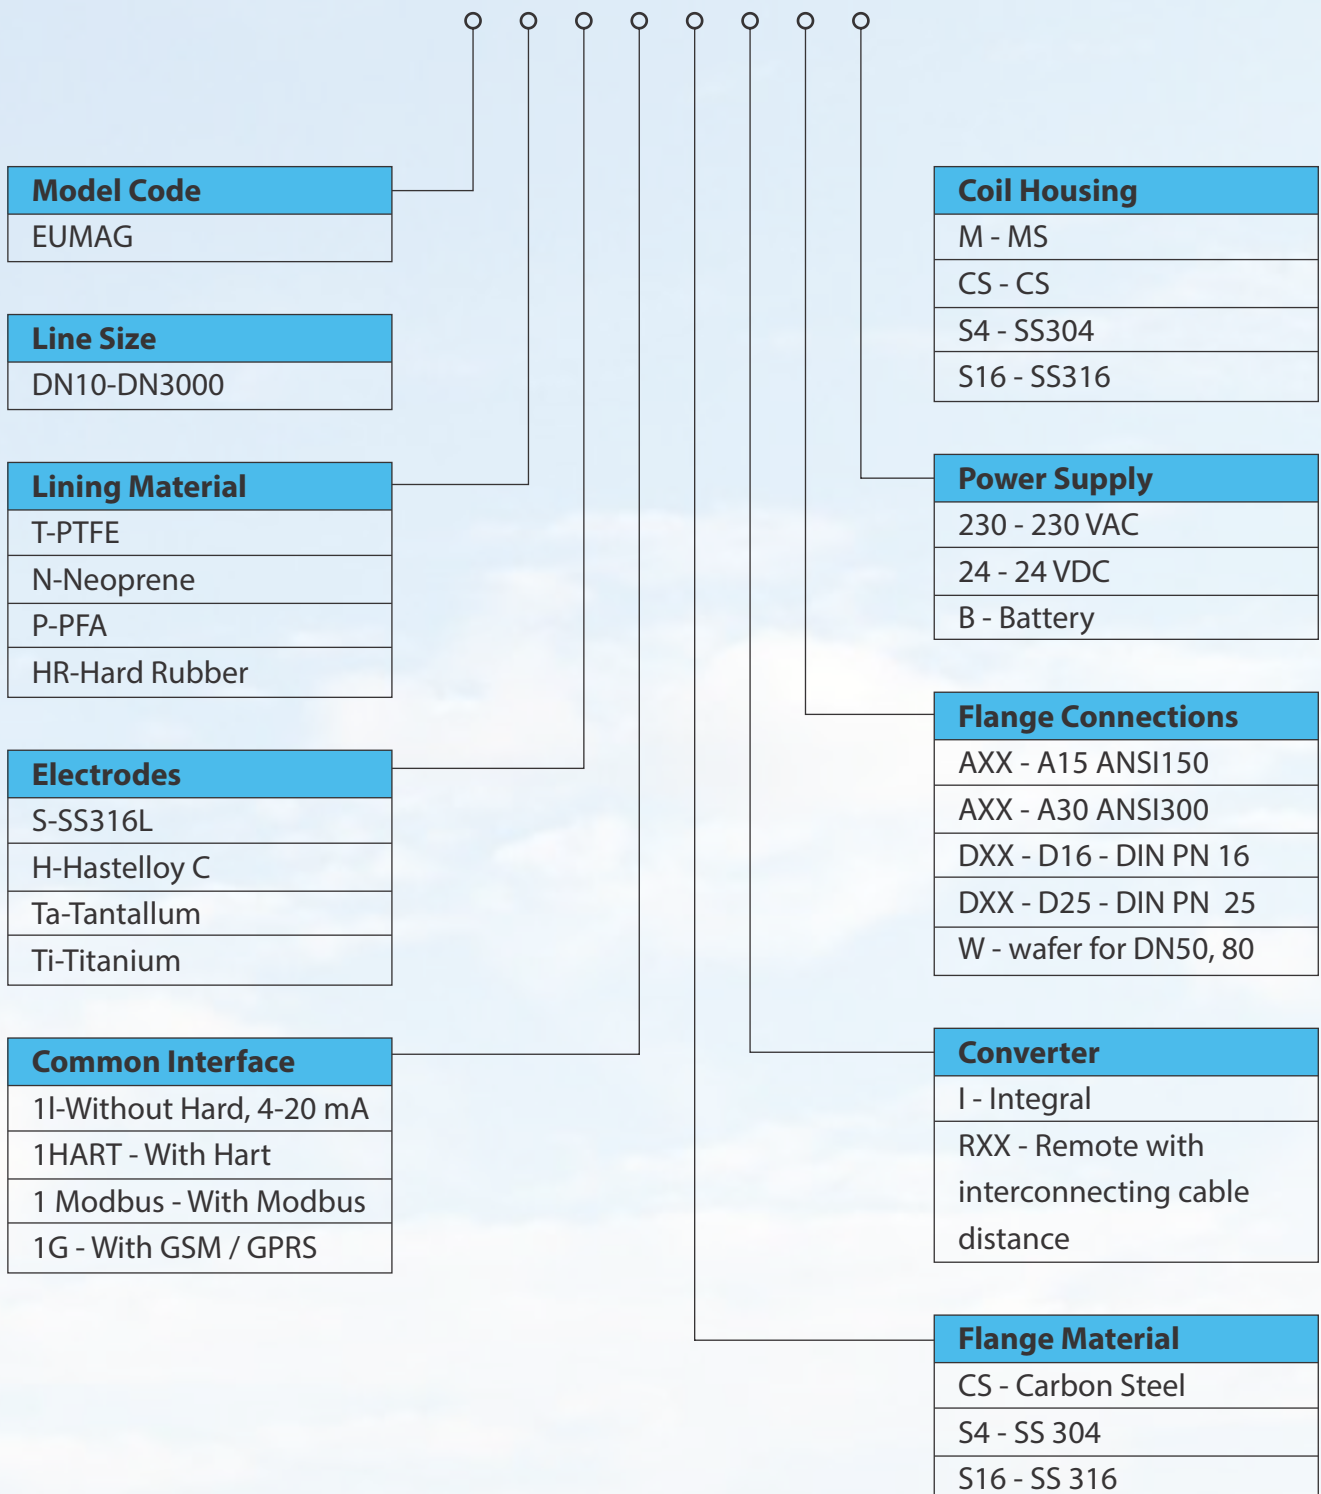 Model Code
EUMAG
Line Size
DN10-DN3000
Lining Material
T-PTFE
N-Neoprene
P-PFA
HR-Hard Rubber
Electrodes
S-SS316L
H-Hastelloy C
Ta-Tantallum
Ti-Titanium
Common Interface
1l-Without Hard, 4-20 mA
1HART - With Hart
1 Modbus - With Modbus
1G - With GSM / GPRS
Coil Housing
M - MS
CS - CS
S4 - SS304
S16 - SS316
Power Supply
230 - 230 VAC
24 - 24 VDC
B - Battery
Flange Connections
AXX - A15 ANSI150
AXX - A30 ANSI300
DXX - D16 - DIN PN 16
DXX - D25 - DIN PN  25
W - wafer for DN50, 80
Converter
I - Integral
RXX - Remote with
interconnecting cable
distance
Flange Material
CS - Carbon Steel
S4 - SS 304
S16 - SS 316